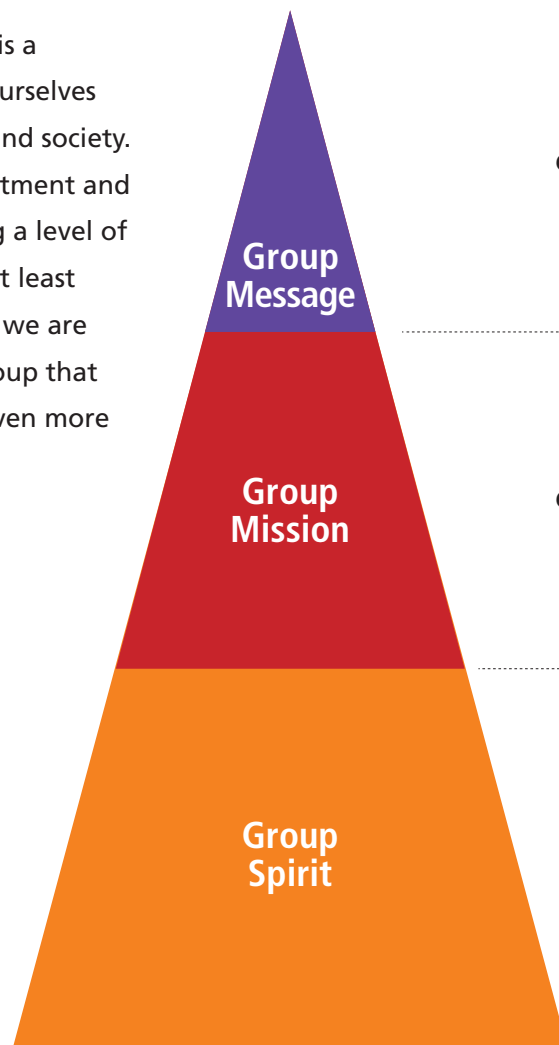 is a
urselves
nd society.
tment and
g a level of
t least
we are
oup that
ven more
Group
Message
Group
Mission
Group
Spirit